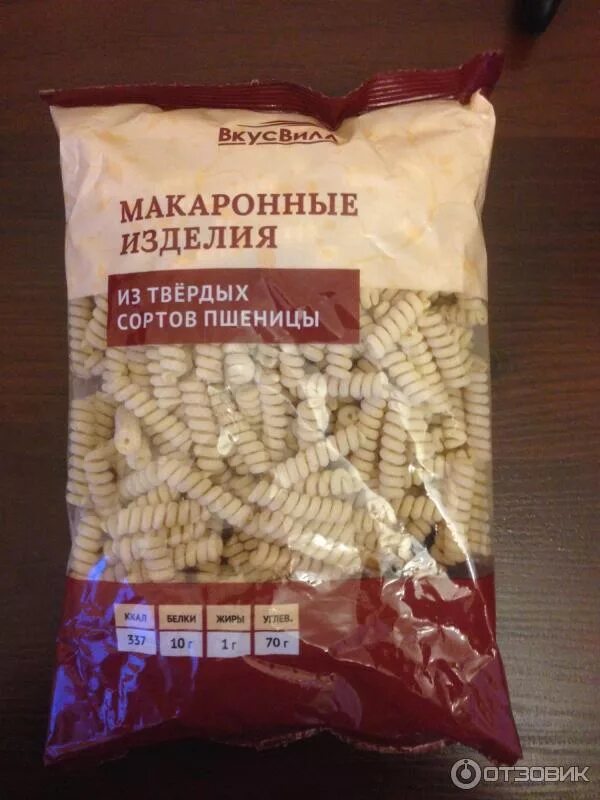 ВкусВилл
МАКАРОННЫЕ
ИЗДЕЛИЯ
ИЗ ТВЁРДЫХ
СОРТОВ ПШЕНИЦЫ
ККАЛ БЕЛКИ ЖИРЫ УГЛЕВ.
337 10 г 1 г 70 г
ОТЗОВИК